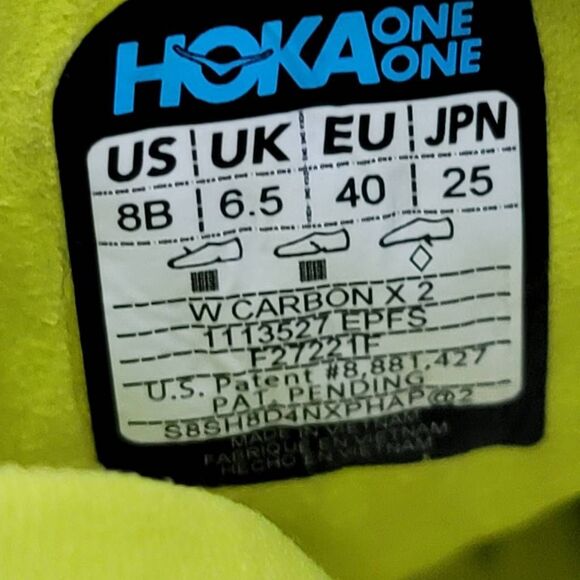 HOKA ONE ONE
US UK EU JPN
8B 6.5 40 25
W CARBON X 2
1113527 EPFS
F27221F
U.S. Patent #8,881,427
PAT. PENDING
S8SH8D4NXPHAP@2
MADE IN VIETNAM
FABRIQUE EN VIETNAM
HECHO EN VIETNAM